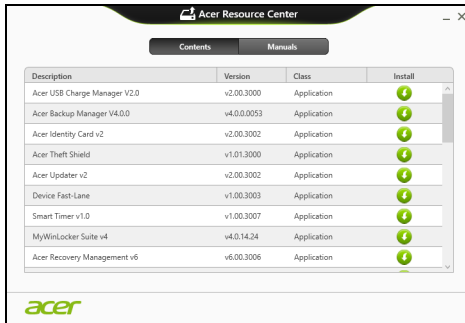 Acer Resource Center
Contents Manuals
Description Version Class Install
Acer USB Charge Manager V2.0 v2.00.3000 Application
Acer Backup Manager V4.0.0 v4.0.0.0053 Application
Acer Identity Card v2 v2.00.3002 Application
Acer Theft Shield v1.01.3000 Application
Acer Updater v2 v2.00.3002 Application
Device Fast-Lane v1.00.3003 Application
Smart Timer v1.0 v1.00.3007 Application
MyWinLocker Suite v4 v4.0.14.24 Application
Acer Recovery Management v6 v6.00.3006 Application
acer